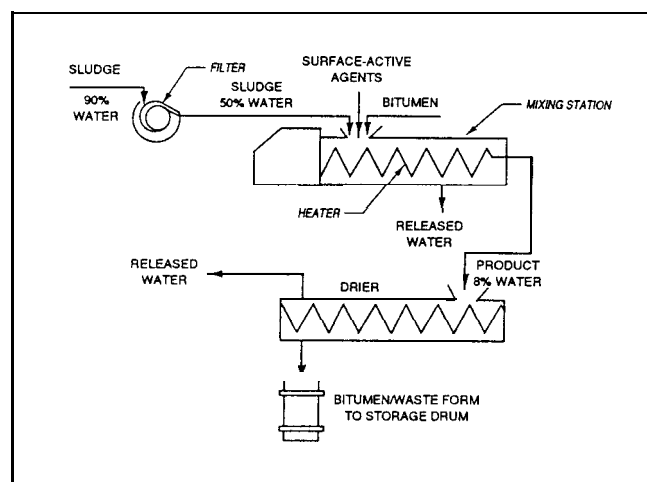 SLUDGE
90%
WATER
FILTER
SLUDGE
50% WATER
SURFACE-ACTIVE
AGENTS
BITUMEN
MIXING STATION
HEATER
RELEASED
WATER
PRODUCT
8% WATER
RELEASED
WATER
DRIER
BITUMEN/WASTE FORM
TO STORAGE DRUM